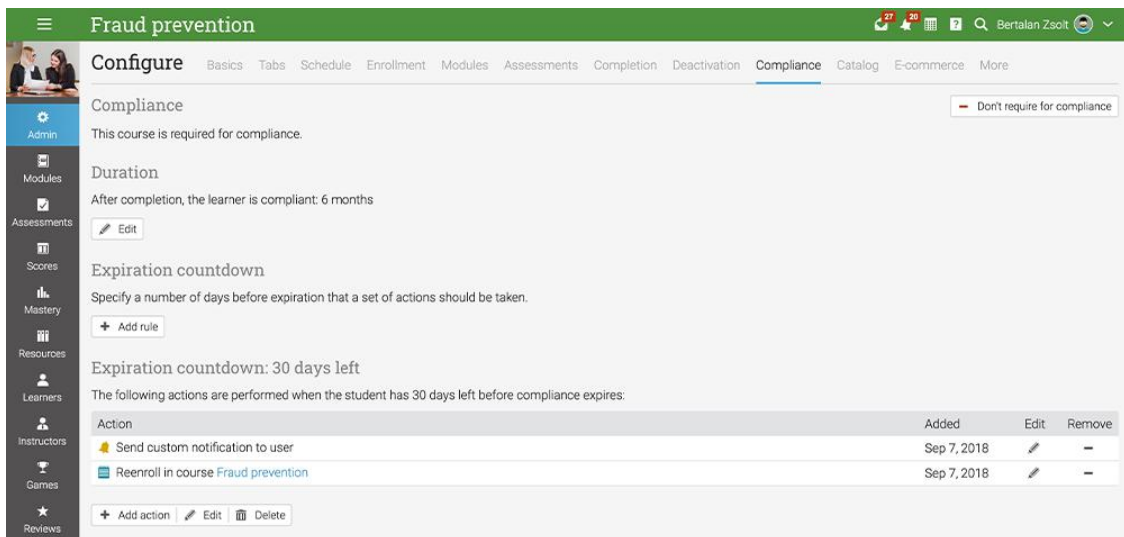 Fraud prevention
27
20
?
Bertalan Zsolt
Configure Basics Tabs Schedule Enrollment Modules Assessments Completion Deactivation Compliance Catalog E-commerce More
Admin
Modules
Assessments
Scores
Mastery
Resources
Learners
Instructors
Games
Reviews
Compliance
Don't require for compliance
This course is required for compliance.
Duration
After completion, the learner is compliant: 6 months
Edit
Expiration countdown
Specify a number of days before expiration that a set of actions should be taken.
+ Add rule
Expiration countdown: 30 days left
The following actions are performed when the student has 30 days left before compliance expires:
Action Added Edit Remove
Send custom notification to user Sep 7, 2018
Reenroll in course Fraud prevention Sep 7, 2018
+ Add action Edit Delete